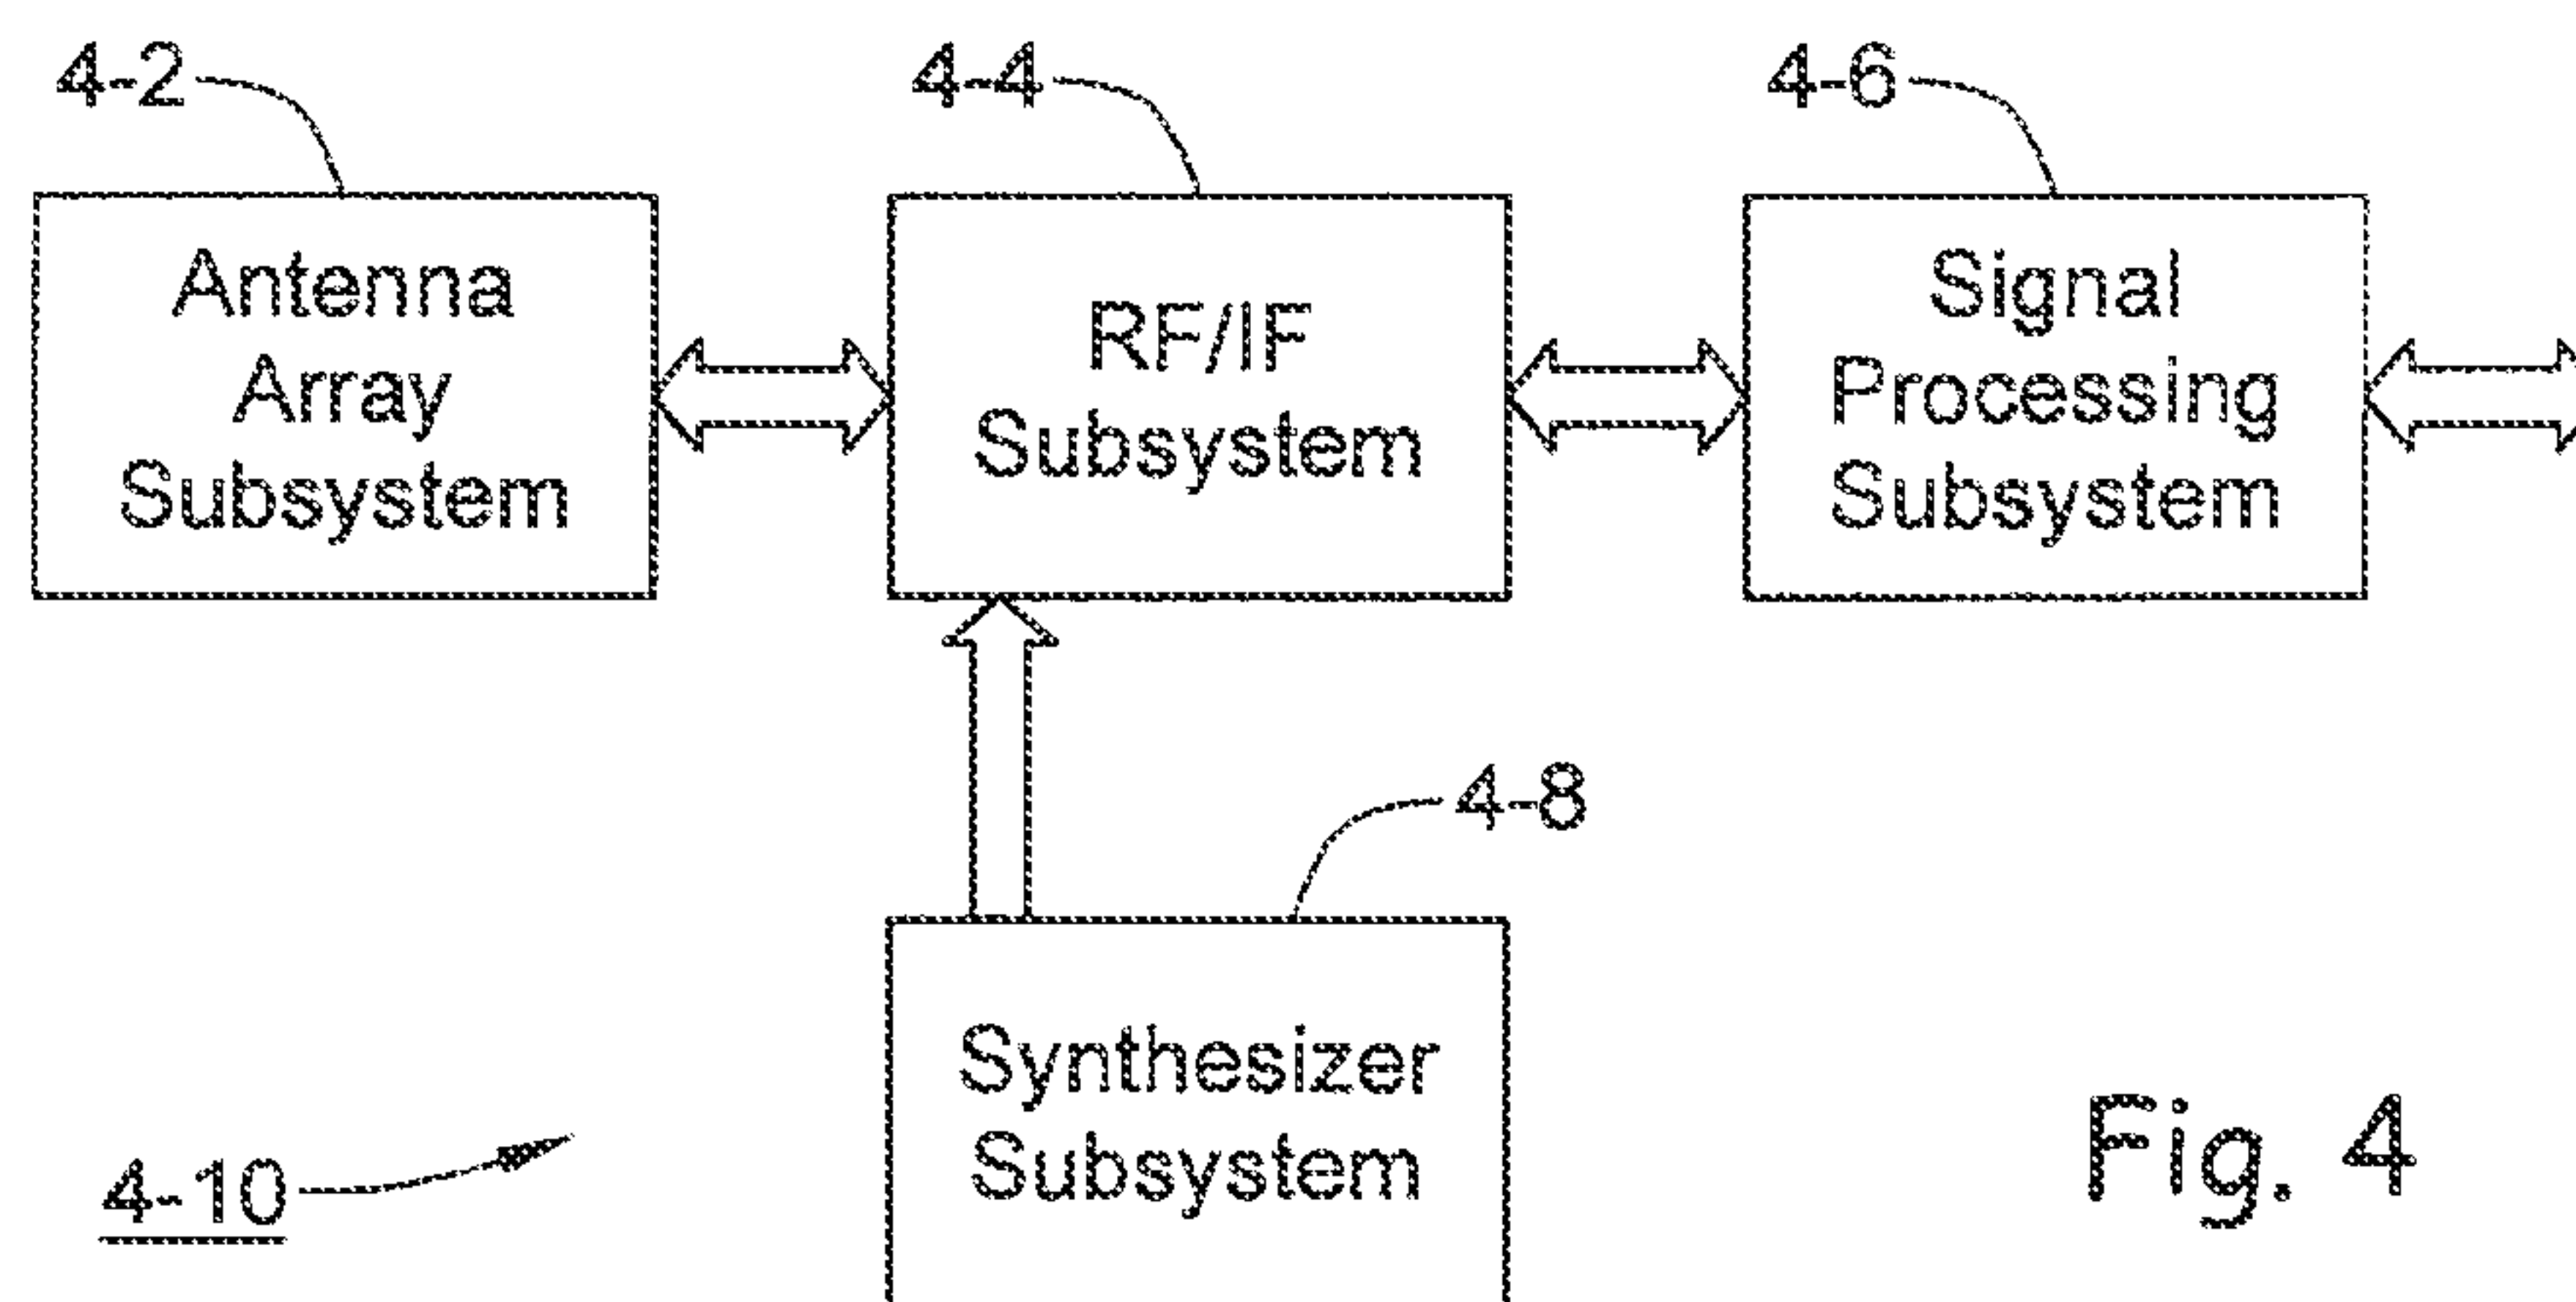 4-2
4-4
4-6
Antenna
Array
Subsystem
RF/IF
Subsystem
Signal
Processing
Subsystem
4-8
Synthesizer
Subsystem
4-10
Fig. 4